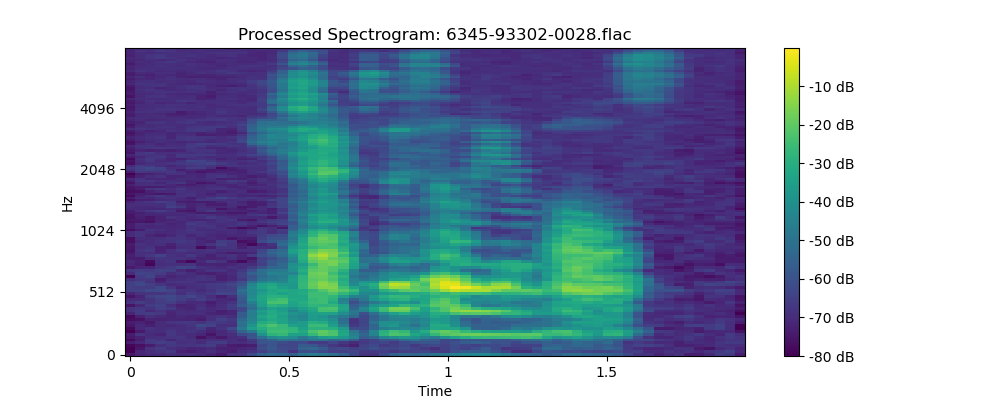 Processed Spectrogram: 6345-93302-0028.flac
4096
2048
1024
512
0
Hz
0
0.5
1
1.5
Time
-10 dB
-20 dB
-30 dB
-40 dB
-50 dB
-60 dB
-70 dB
-80 dB